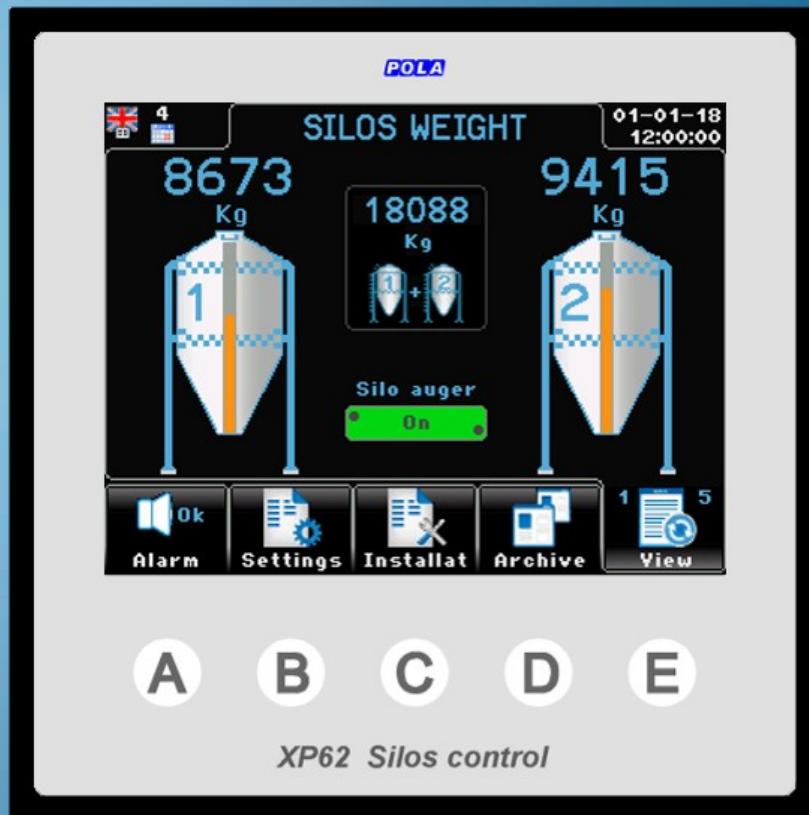 POLA
4
SILOS WEIGHT
01-01-18
12:00:00
8673
Kg
18088
Kg
1 + 2
9415
Kg
1
2
Silo auger
On
Ok
Alarm
Settings
Installat
Archive
1 5
View
A B C D E
XP62 Silos control